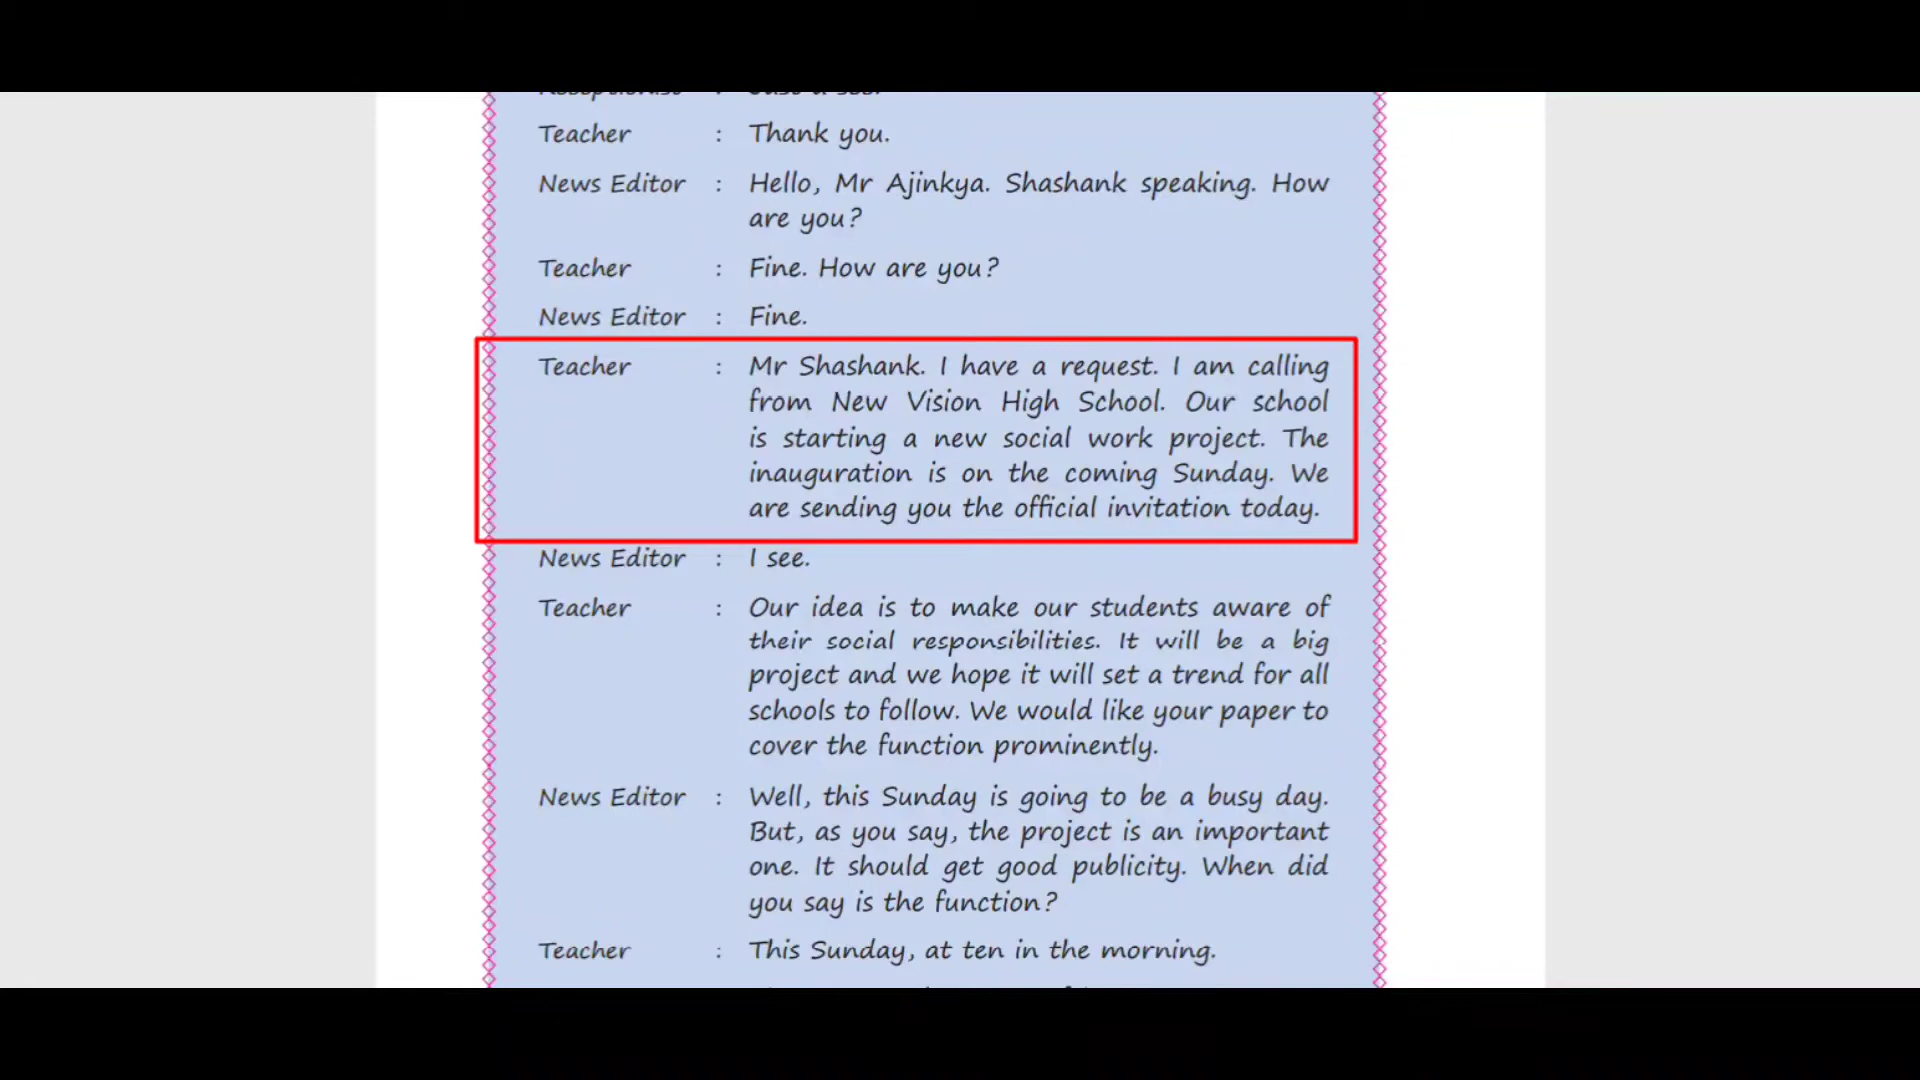 Teacher : Thank you.
News Editor : Hello, Mr Ajinkya. Shashank speaking. How
are you?
Teacher : Fine. How are you?
News Editor : Fine.
Teacher : Mr Shashank. I have a request. I am calling
from New Vision High School. Our school
is starting a new social work project. The
inauguration is on the coming Sunday. We
are sending you the official invitation today.
News Editor : I see.
Teacher : Our idea is to make our students aware of
their social responsibilities. It will be a big
project and we hope it will set a trend for all
schools to follow. We would like your paper to
cover the function prominently.
News Editor : Well, this Sunday is going to be a busy day.
But, as you say, the project is an important
one. It should get good publicity. When did
you say is the function?
Teacher : This Sunday, at ten in the morning.